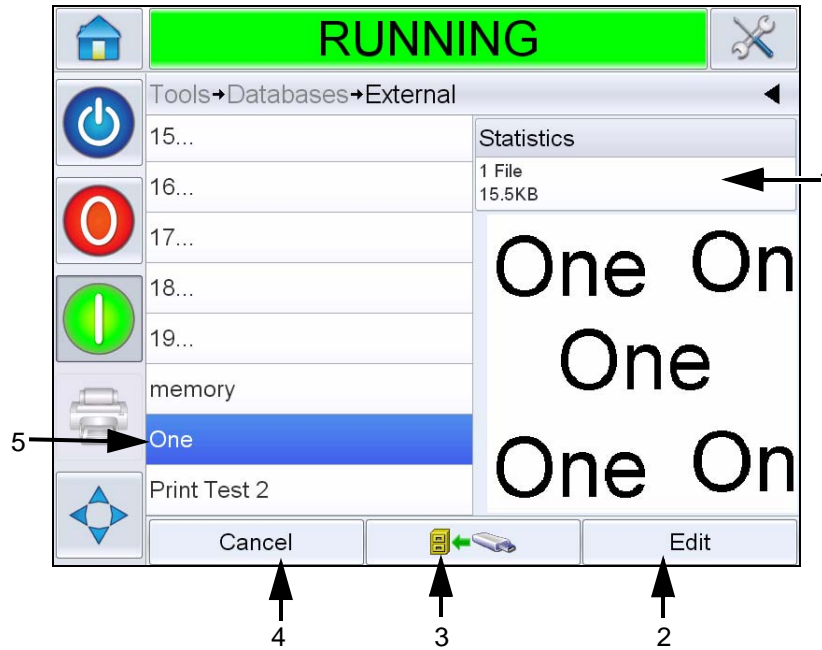 RUNNING
Tools→Databases→External
15...
16...
17...
18...
19...
memory
One
Print Test 2
Statistics
1 File
15.5KB
One On
One
One On
Cancel
Edit
5
4
3
2